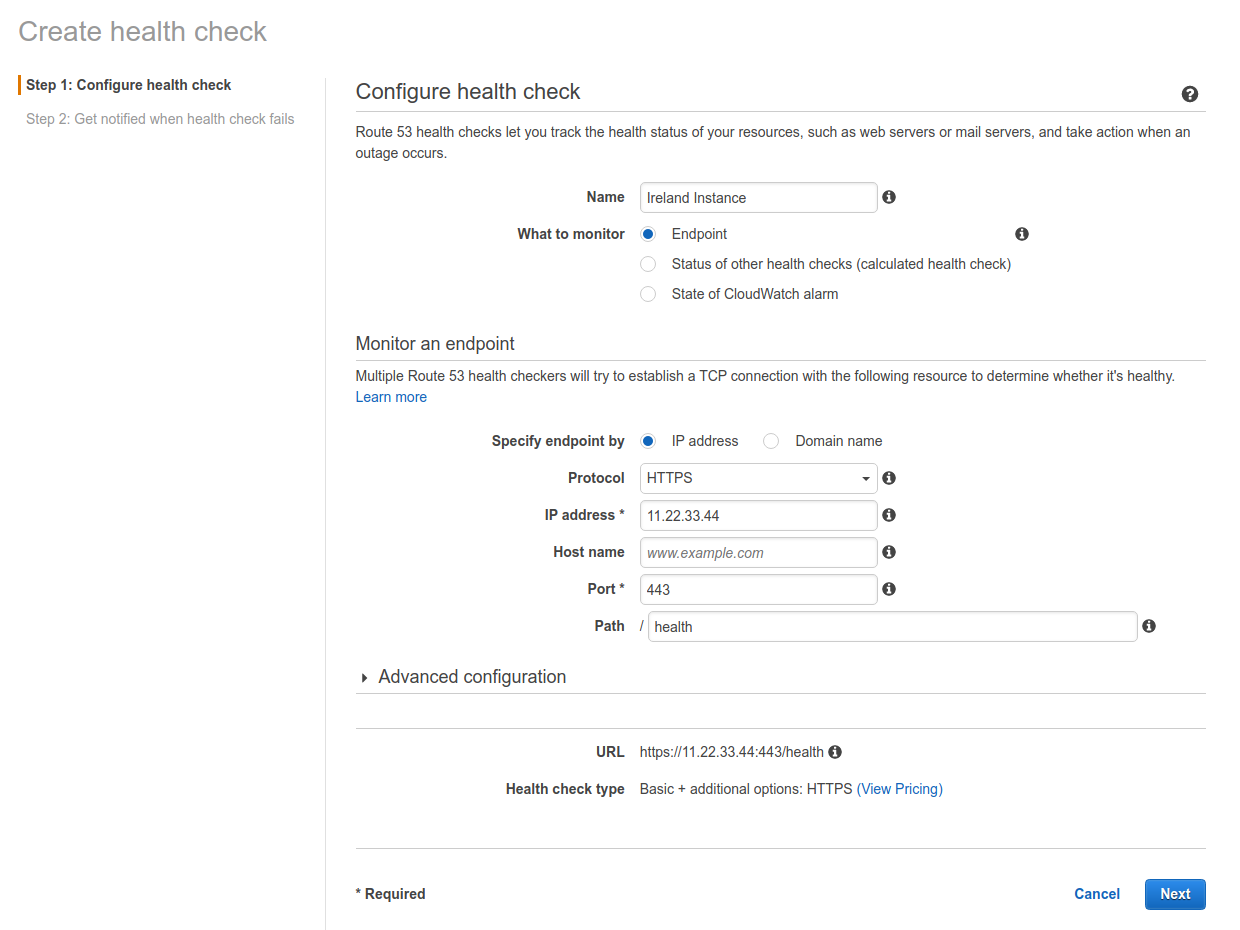 Create health check
Step 1: Configure health check
Step 2: Get notified when health check fails
Configure health check
Route 53 health checks let you track the health status of your resources, such as web servers or mail servers, and take action when an
outage occurs.
Name Ireland Instance
What to monitor Endpoint
Status of other health checks (calculated health check)
State of CloudWatch alarm
Monitor an endpoint
Multiple Route 53 health checkers will try to establish a TCP connection with the following resource to determine whether it's healthy.
Learn more
Specify endpoint by IP address Domain name
Protocol HTTPS
IP address * 11.22.33.44
Host name www.example.com
Port * 443
Path / health
Advanced configuration
URL https://11.22.33.44:443/health
Health check type Basic + additional options: HTTPS (View Pricing)
* Required Cancel Next